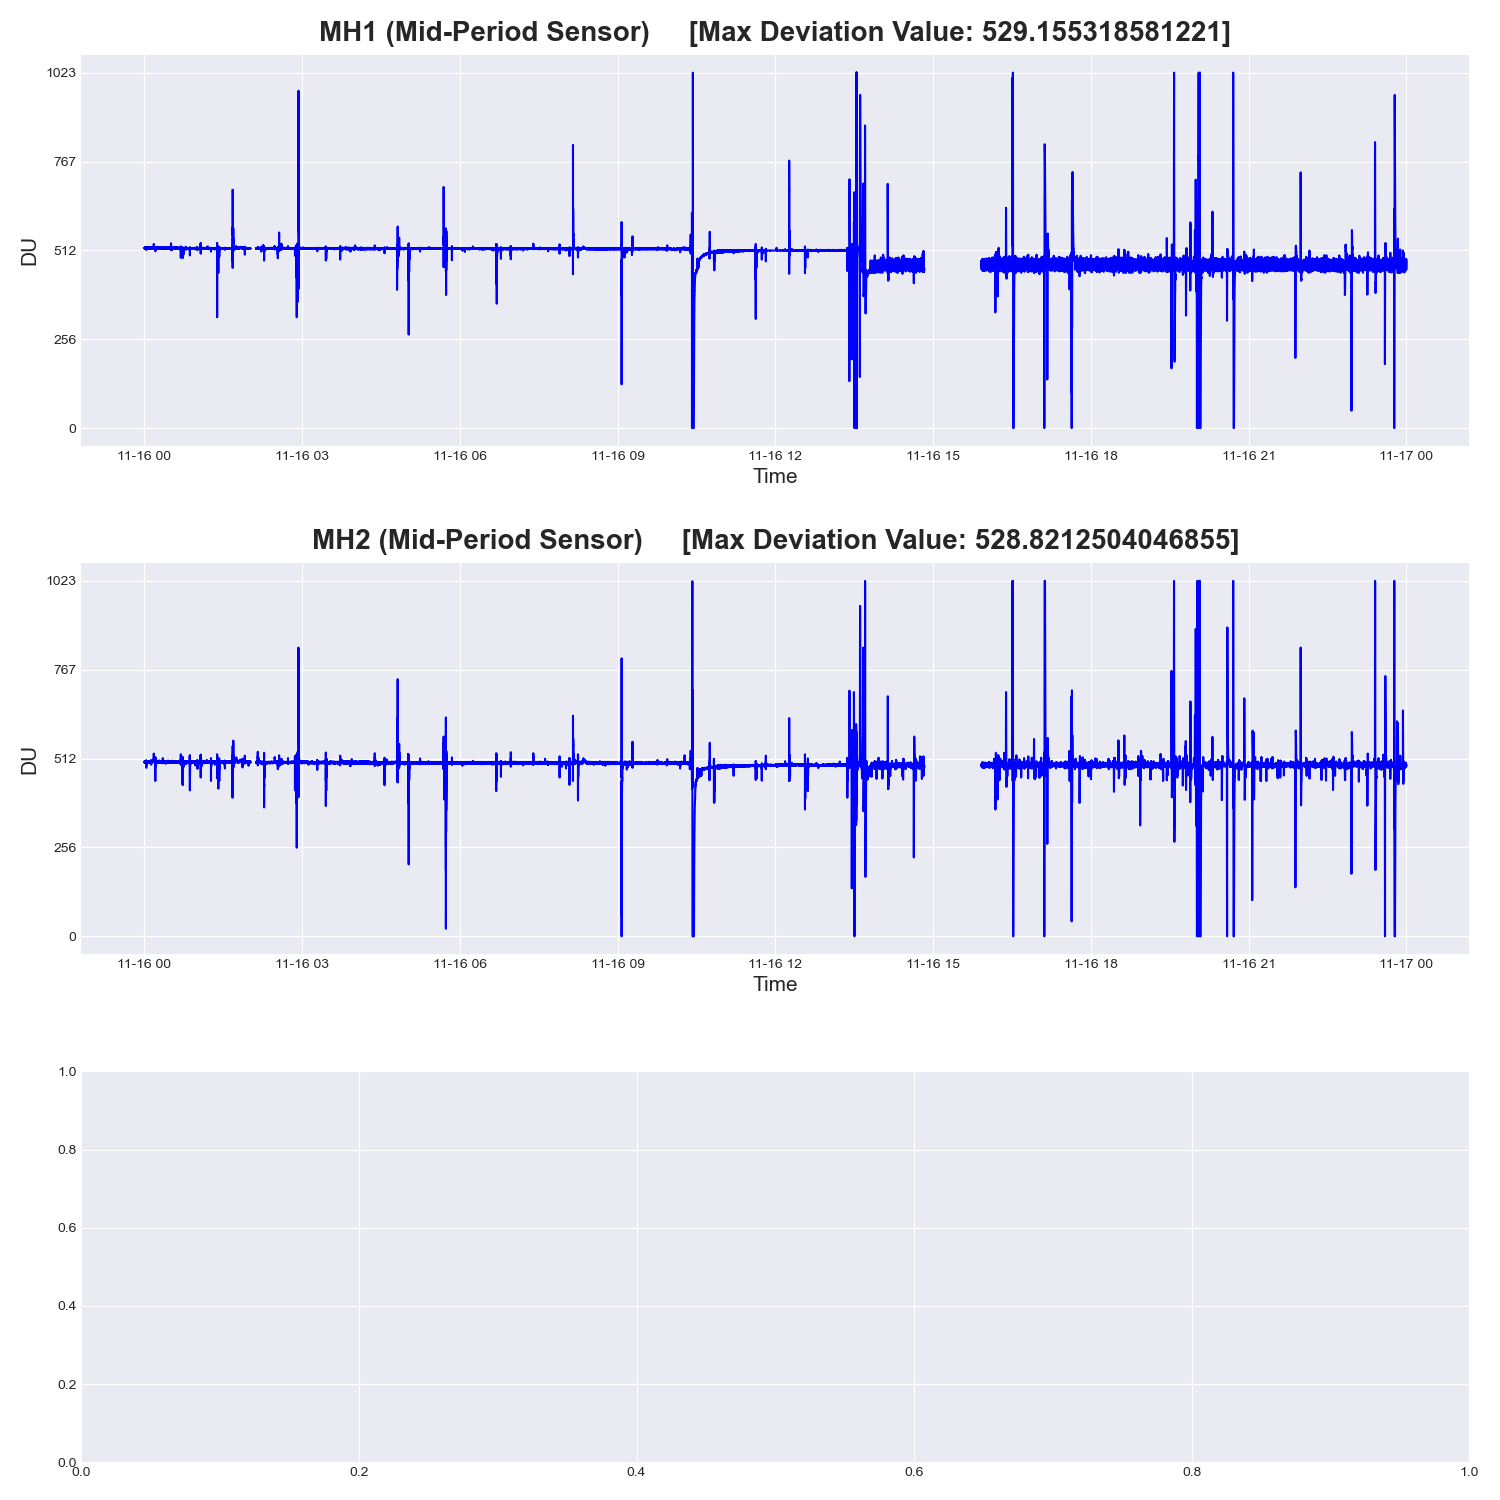 MH1 (Mid-Period Sensor) [Max Deviation Value: 529.155318581221]
1023
767
512
256
0
DU
11-16 00 11-16 03 11-16 06 11-16 09 11-16 12 11-16 15 11-16 18 11-16 21 11-17 00
Time
MH2 (Mid-Period Sensor) [Max Deviation Value: 528.8212504046855]
1023
767
512
256
0
DU
11-16 00 11-16 03 11-16 06 11-16 09 11-16 12 11-16 15 11-16 18 11-16 21 11-17 00
Time
1.0
0.8
0.6
0.4
0.2
0.0
0.0 0.2 0.4 0.6 0.8 1.0